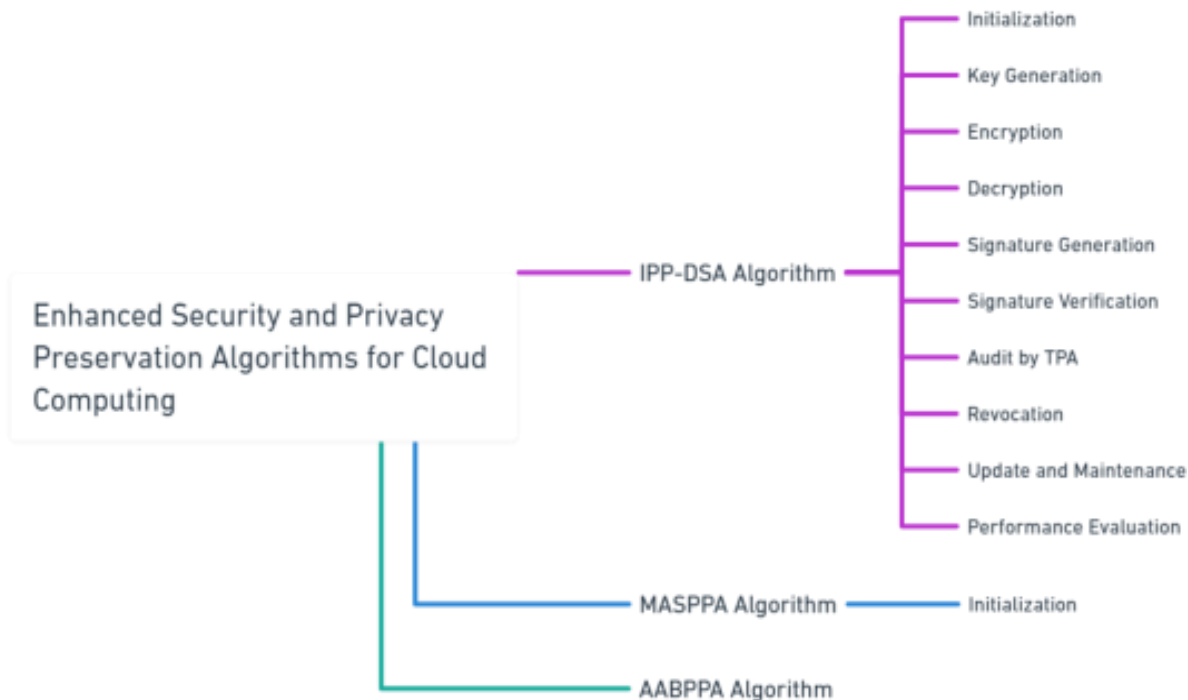 Enhanced Security and Privacy
Preservation Algorithms for Cloud
Computing
IPP-DSA Algorithm
Initialization
Key Generation
Encryption
Decryption
Signature Generation
Signature Verification
Audit by TPA
Revocation
Update and Maintenance
Performance Evaluation
MASPPA Algorithm
Initialization
AABPPA Algorithm